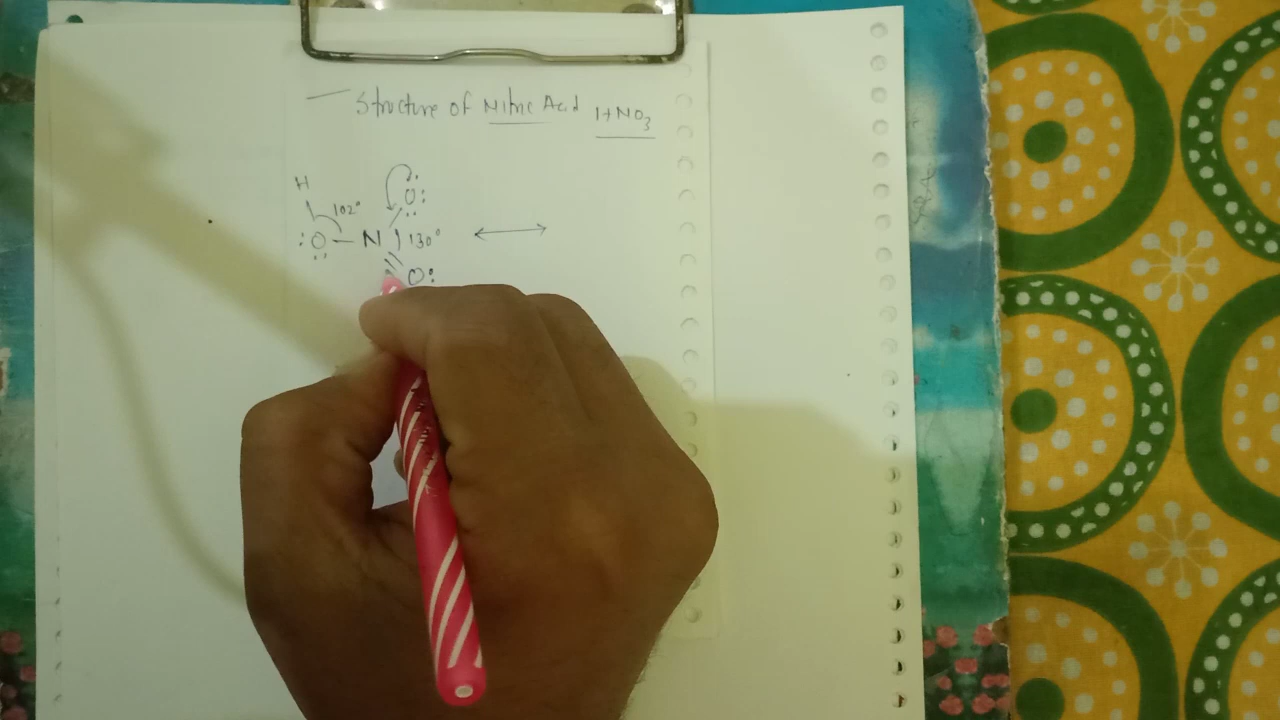 Structure of Nitric Acid HNO3
H
102°
:O: — N
O:
130°
O: